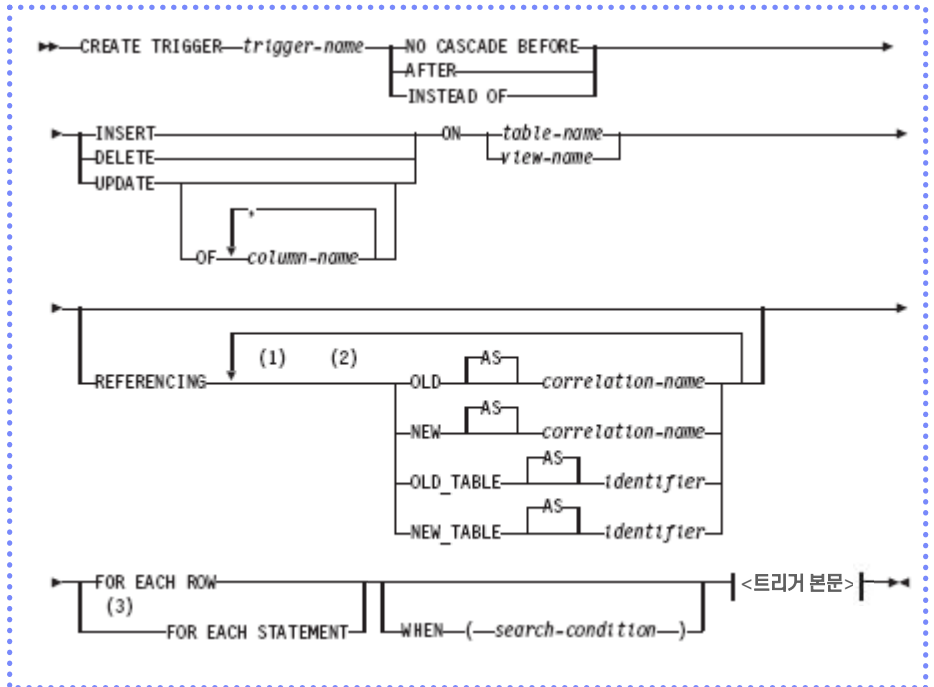 CREATE TRIGGER trigger-name NO CASCADE BEFORE
AFTER
INSTEAD OF
INSERT ON table-name
DELETE view-name
UPDATE
,
OF column-name
(1) (2) AS
REFERENCING OLD correlation-name
AS
NEW correlation-name
AS
OLD_TABLE identifier
AS
NEW_TABLE identifier
FOR EACH ROW <트리거 본문>
(3)
FOR EACH STATEMENT WHEN ( search-condition )